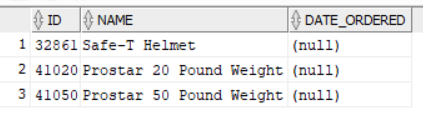 ID NAME DATE_ORDERED
1 32861 Safe-T Helmet (null)
2 41020 Prostar 20 Pound Weight (null)
3 41050 Prostar 50 Pound Weight (null)